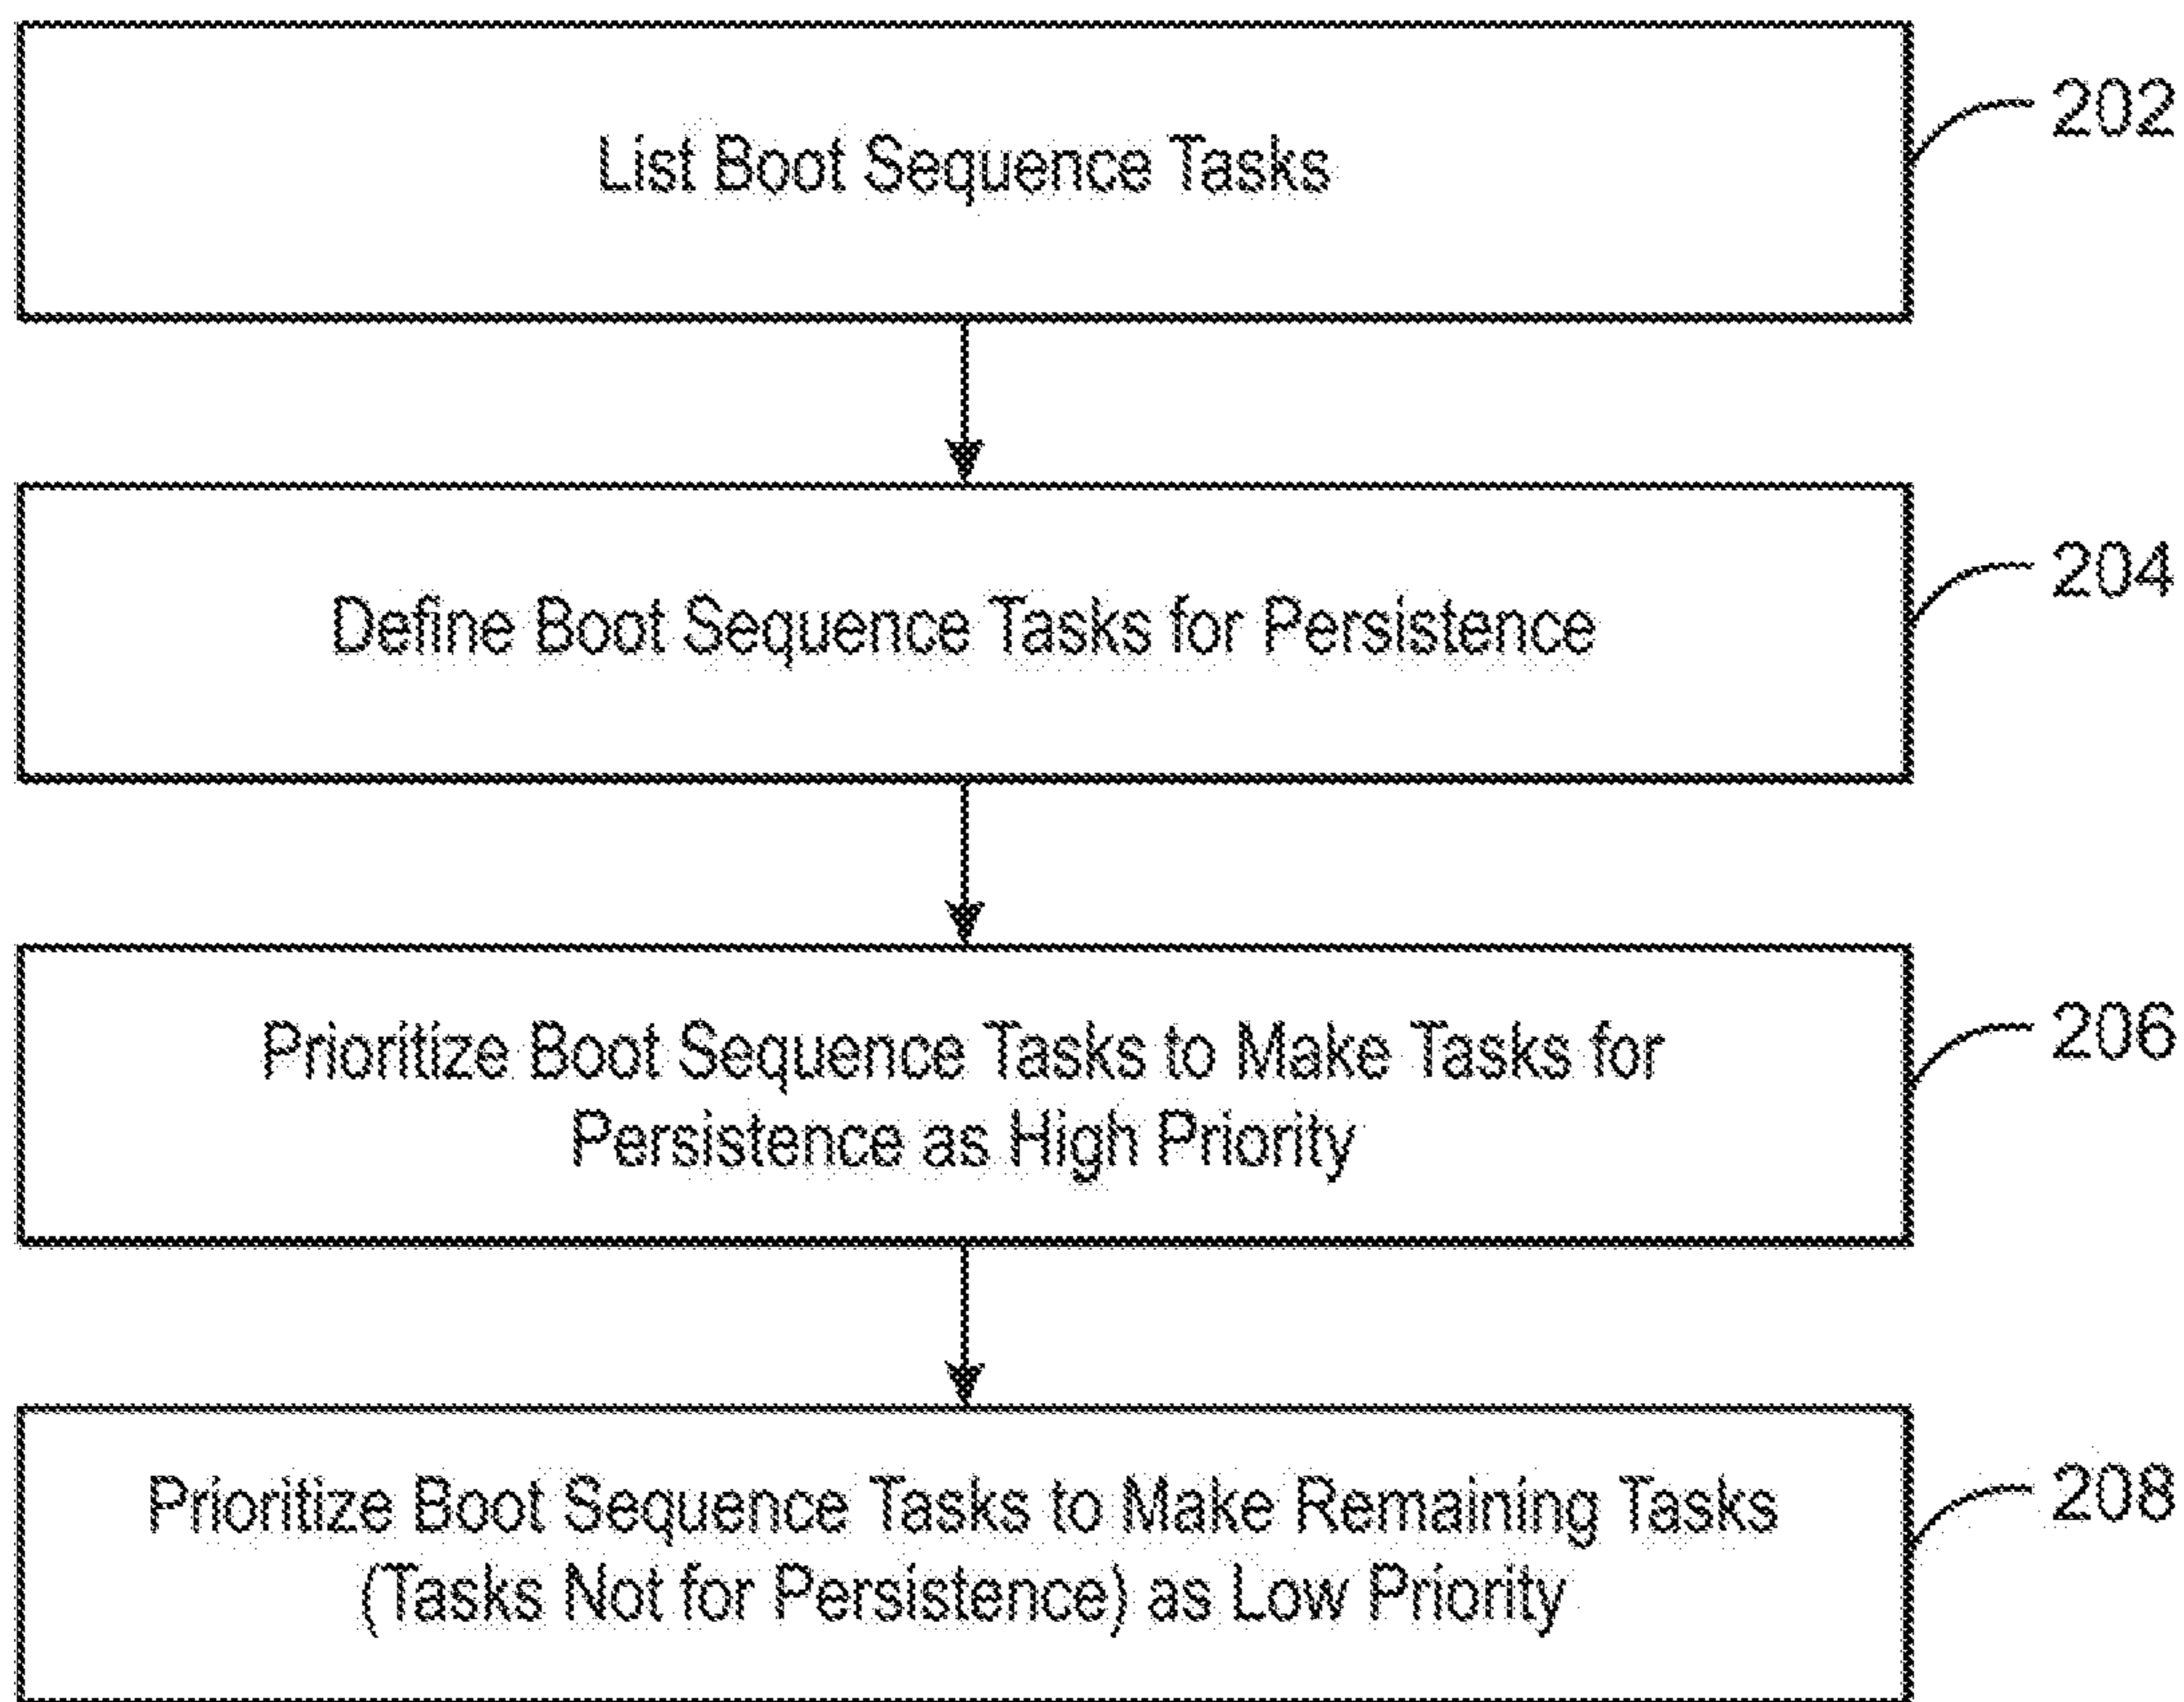 List Boot Sequence Tasks
202
Define Boot Sequence Tasks for Persistence
204
Prioritize Boot Sequence Tasks to Make Tasks for
Persistence as High Priority
206
Prioritize Boot Sequence Tasks to Make Remaining Tasks
(Tasks Not for Persistence) as Low Priority
208